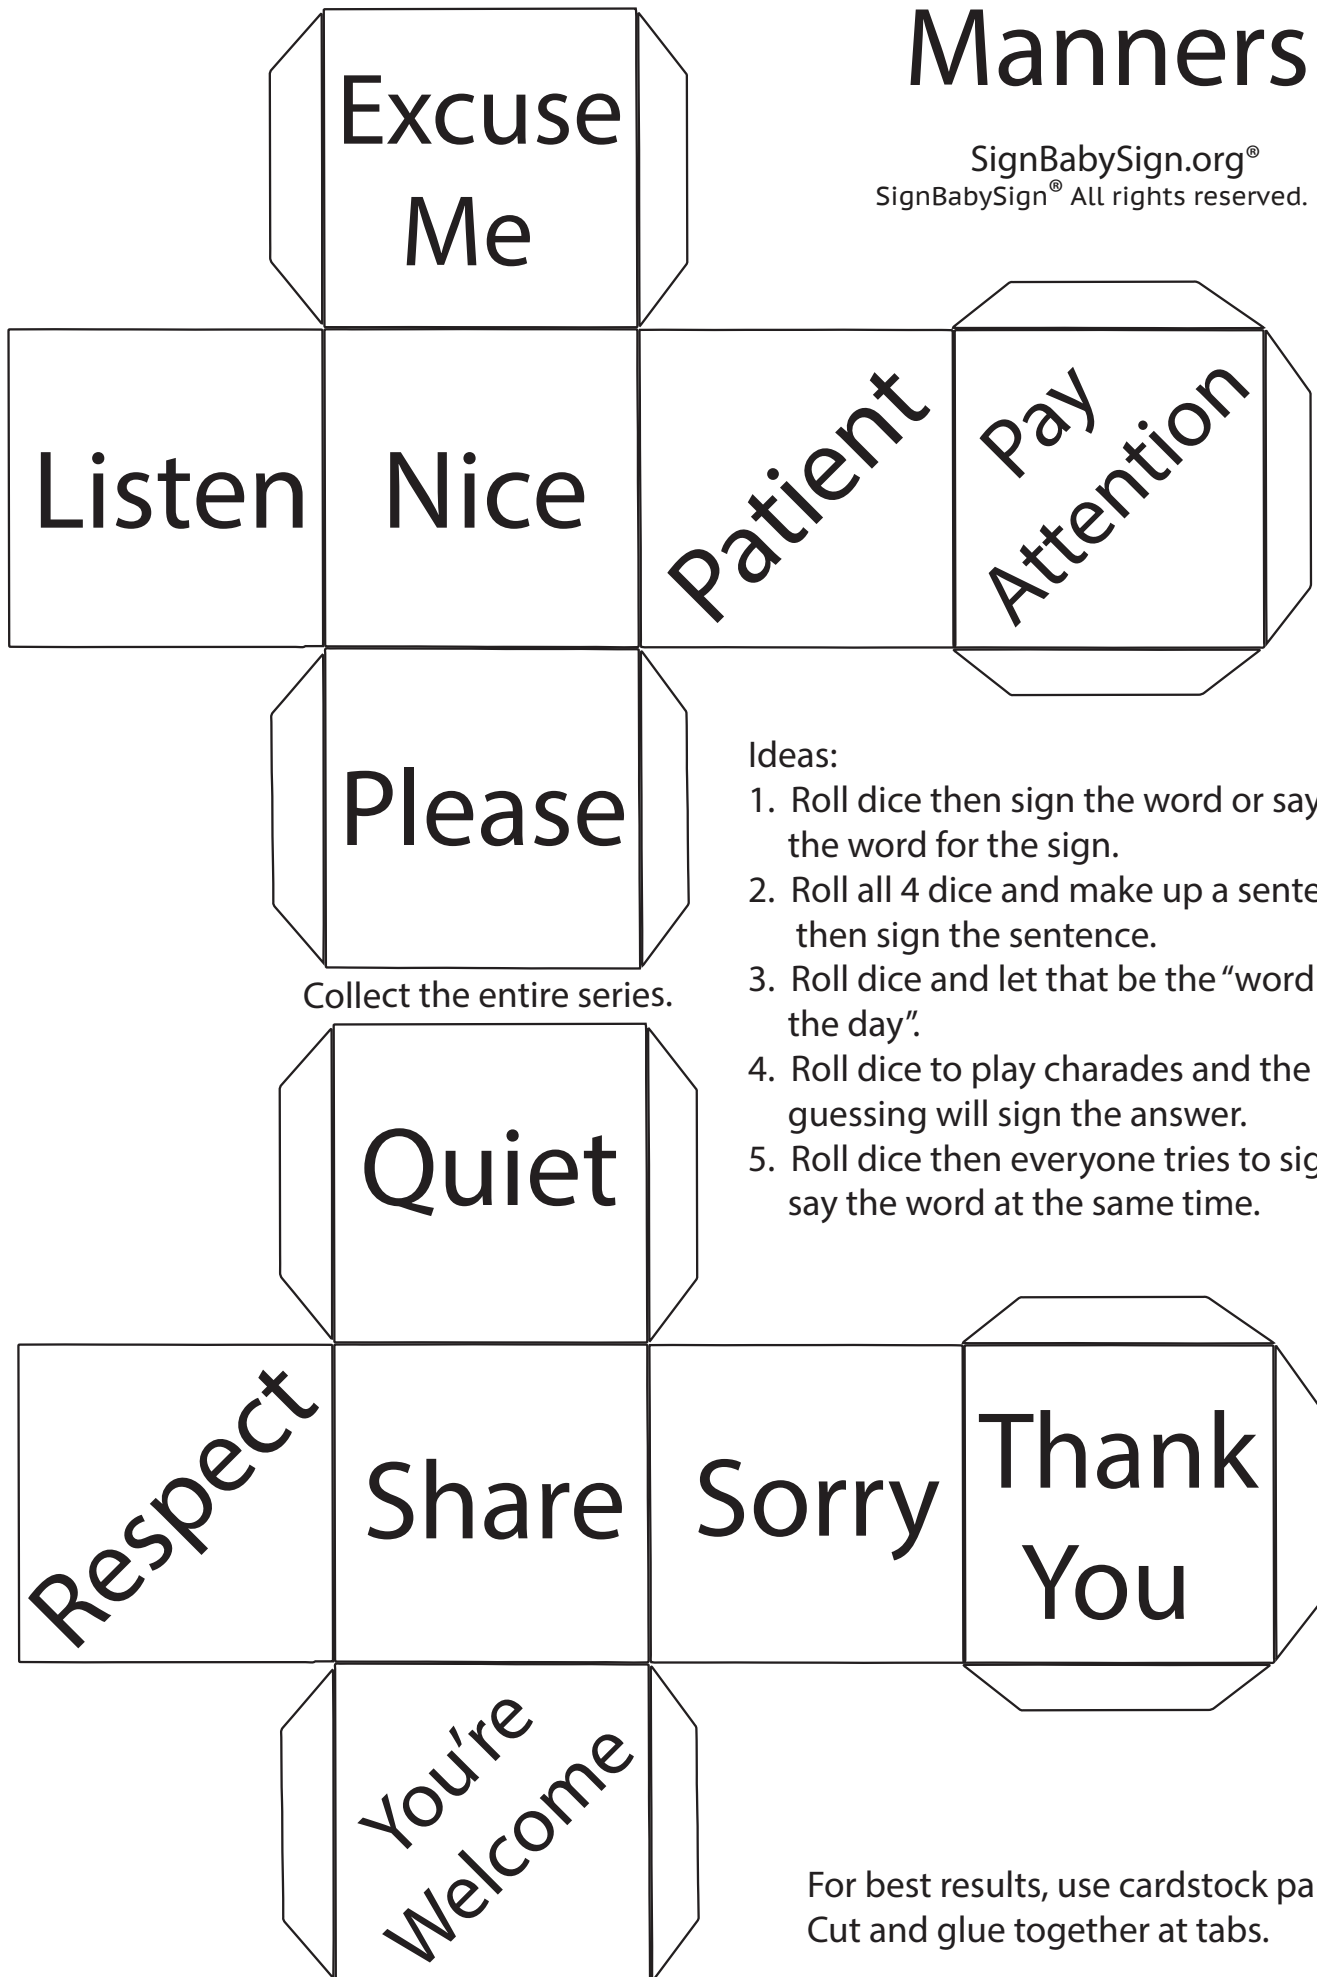 Manners
SignBabySign.org®
SignBabySign® All rights reserved.
Excuse
Me
Listen
Nice
Patient
Pay
Attention
Please
Collect the entire series.
Ideas:
1. Roll dice then sign the word or say
the word for the sign.
2. Roll all 4 dice and make up a
then sign the sentence.
3. Roll dice and let that be the “word
the day”.
4. Roll dice to play charades and the
guessing will sign the answer.
5. Roll dice then everyone tries to
say the word at the same time.
Quiet
Respect
Share
Sorry
Thank
You
You’re
Welcome
For best results, use cardstock
Cut and glue together at tabs.